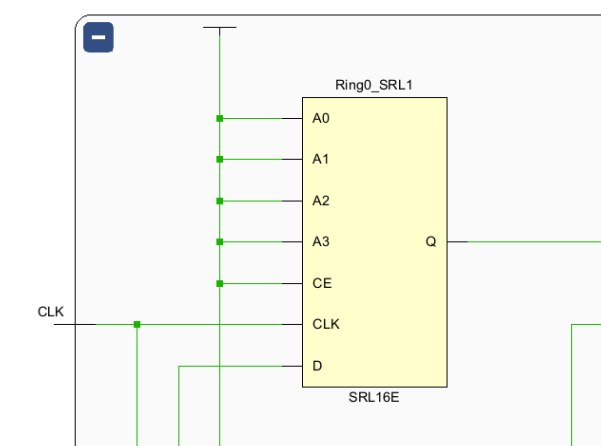 Ring0_SRL1
A0
A1
A2
A3
Q
CE
CLK
CLK
D
SRL16E